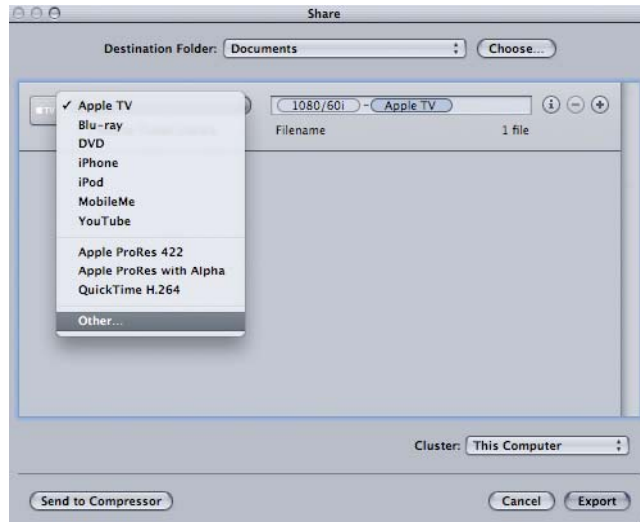 Share
Destination Folder: Documents Choose...
✓ Apple TV
1080/60i - Apple TV
Filename 1 file
Blu-ray
DVD
iPhone
iPod
MobileMe
YouTube
Apple ProRes 422
Apple ProRes with Alpha
QuickTime H.264
Other...
Cluster: This Computer
Send to Compressor Cancel Export